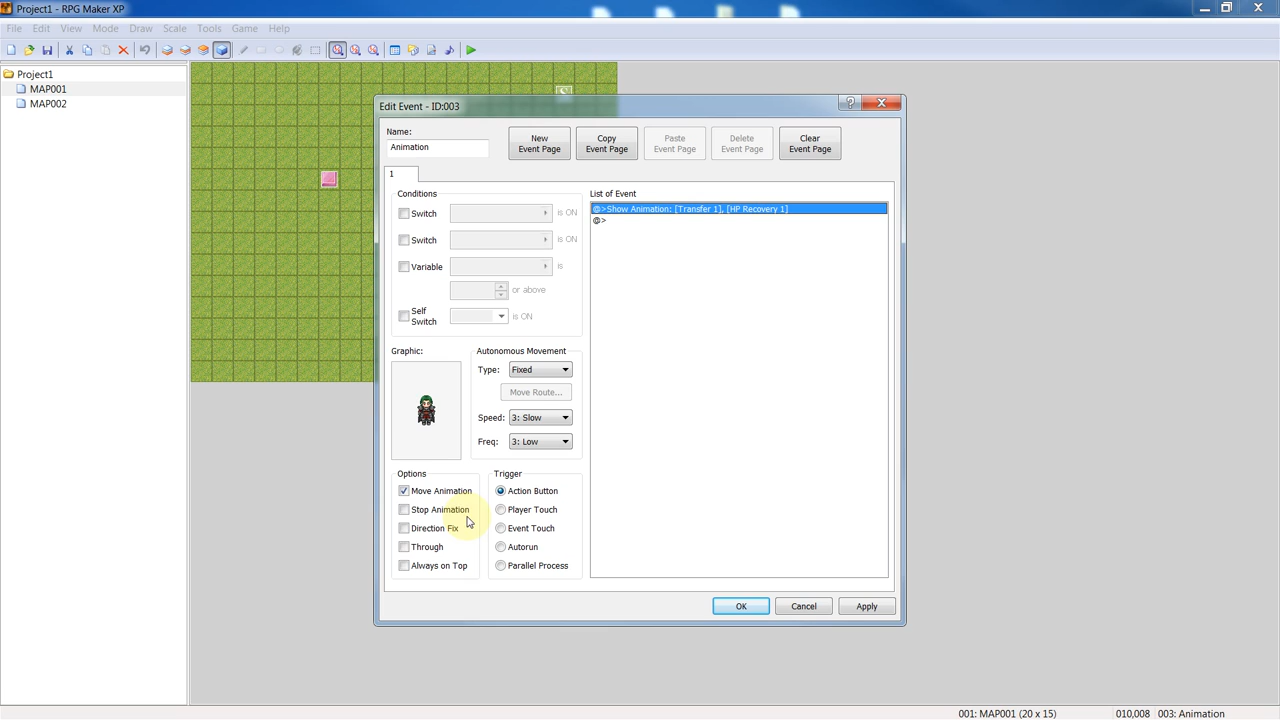 Project1 - RPG Maker XP
File Edit View Mode Draw Scale Tools Game Help
Project1
MAP001
MAP002
Edit Event - ID:003
Name:
Animation
New Event Page
Copy Event Page
Paste Event Page
Delete Event Page
Clear Event Page
1
Conditions
Switch is ON
Switch is ON
Variable is
or above
Self Switch is ON
Graphic:
Autonomous Movement
Type: Fixed
Move Route...
Speed: 3: Slow
Freq: 3: Low
Options
Move Animation
Stop Animation
Direction Fix
Through
Always on Top
Trigger
Action Button
Player Touch
Event Touch
Autorun
Parallel Process
List of Event
@>Show Animation: [Transfer 1], [HP Recovery 1]
@>
OK Cancel Apply
001: MAP001 (20 x 15) 010,008 003: Animation